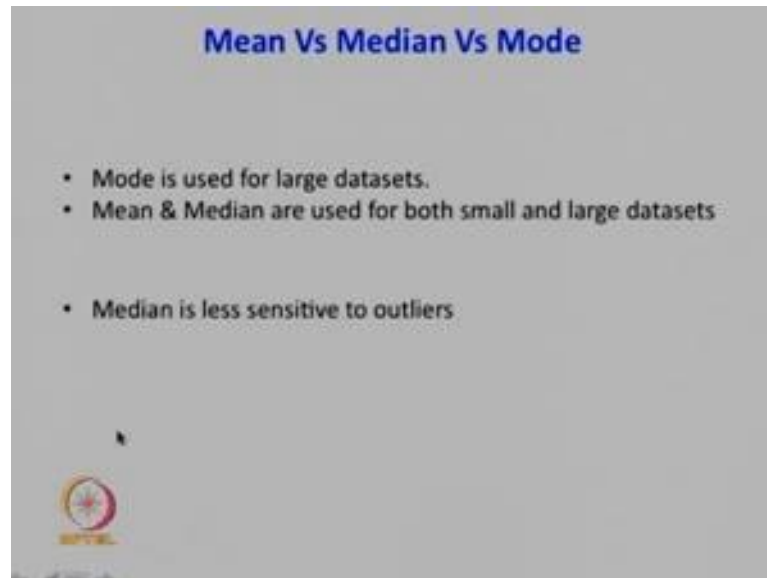 Mean Vs Median Vs Mode
• Mode is used for large datasets.
• Mean & Median are used for both small and large datasets
• Median is less sensitive to outliers